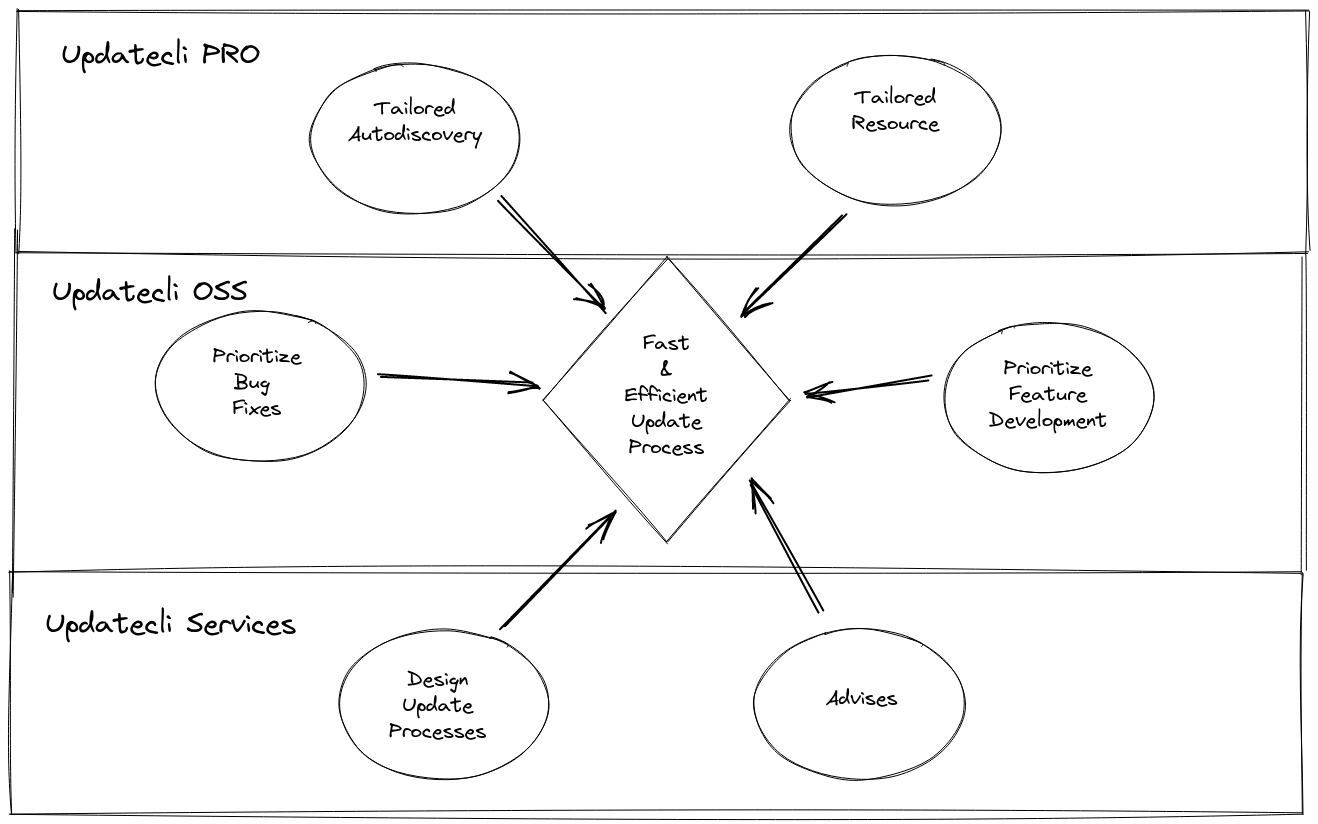 Updatecli PRO
Tailored
Autodiscovery
Tailored
Resource
Updatecli OSS
Prioritize
Bug
Fixes
Fast
&
Efficient
Update
Process
Prioritize
Feature
Development
Updatecli Services
Design
Update
Processes
Advises